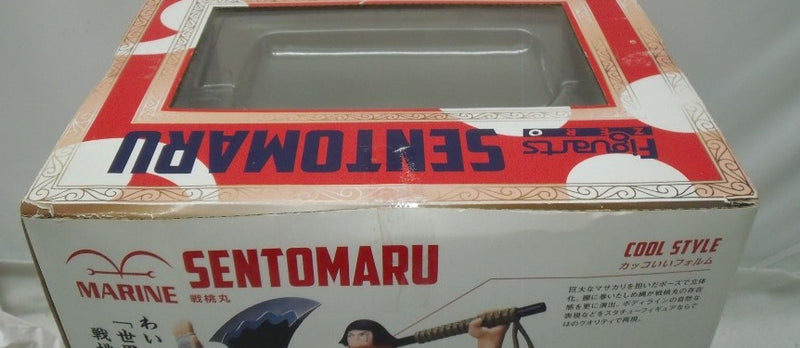 Figuarts
ZERO
SENTOMARU
MARINE
SENTOMARU
戦桃丸
COOL STYLE
カッコいいフォルム
巨大なマサカリを担いだポーズで立体
化。腰に巻いたしめ縄が戦桃丸の存在
感を更に演出。ボディラインの自然な
表現などをスタチューフィギュアならで
はのクオリティで再現。
わい
「世界
戦桃